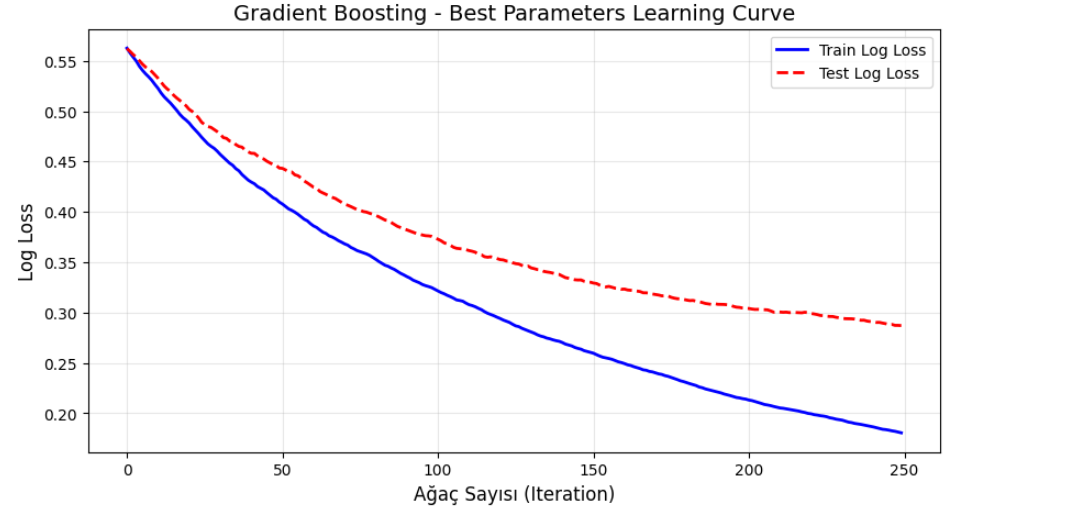 Gradient Boosting - Best Parameters Learning Curve
Train Log Loss
Test Log Loss
Log Loss
0.55
0.50
0.45
0.40
0.35
0.30
0.25
0.20
0 50 100 150 200 250
Ağaç Sayısı (Iteration)